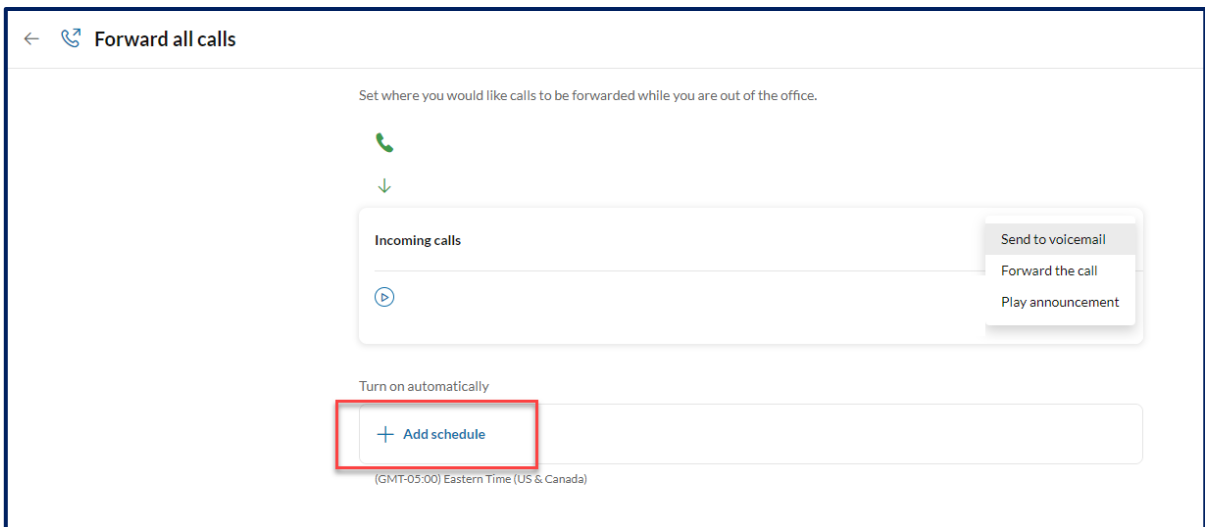 Forward all calls
Set where you would like calls to be forwarded while you are out of the office.
Incoming calls
Send to voicemail
Forward the call
Play announcement
Turn on automatically
Add schedule
(GMT-05:00) Eastern Time (US & Canada)